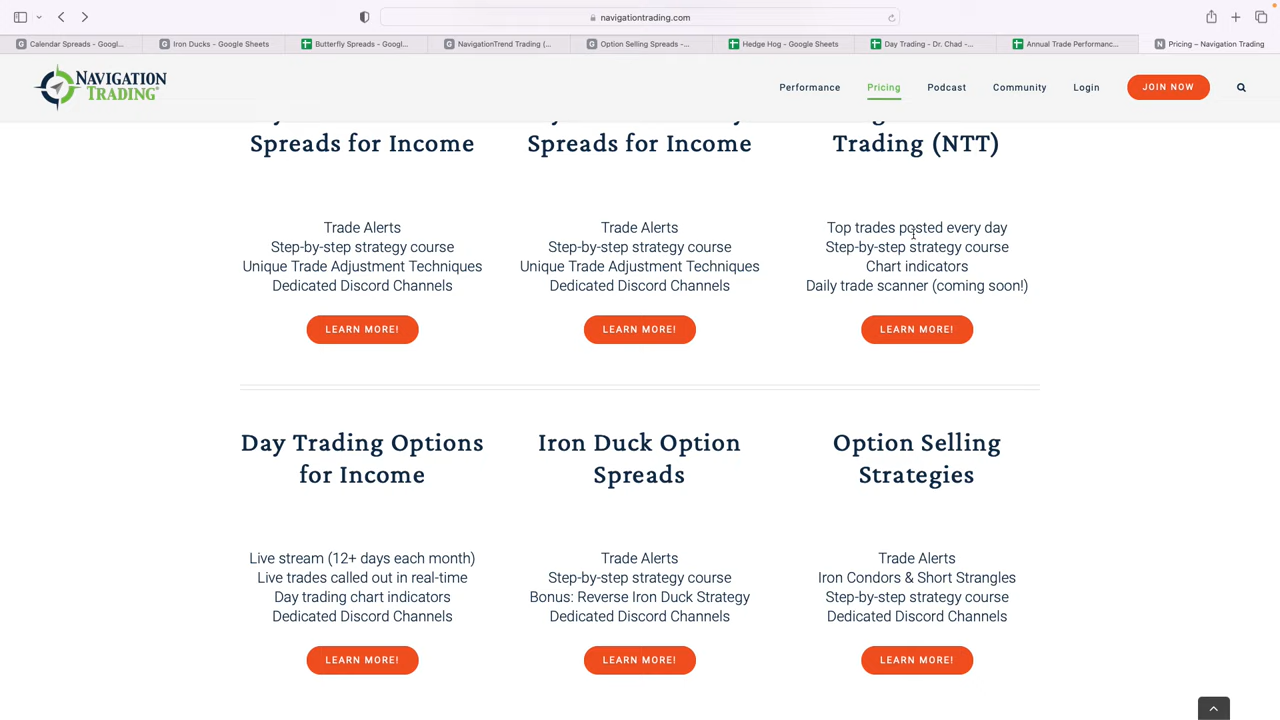 navigationtrading.com
Calendar Spreads - Googl...
Iron Ducks - Google Sheets
Butterfly Spreads - Googl...
NavigationTrend Trading (...
Option Selling Spreads -...
Hedge Hog - Google Sheets
Day Trading - Dr. Chad -...
Annual Trade Performanc...
Pricing – Navigation Trading
NAVIGATION
TRADING
Performance
Pricing
Podcast
Community
Login
JOIN NOW
Spreads for Income
Spreads for Income
Trading (NTT)
Trade Alerts
Step-by-step strategy course
Unique Trade Adjustment Techniques
Dedicated Discord Channels
LEARN MORE!
Trade Alerts
Step-by-step strategy course
Unique Trade Adjustment Techniques
Dedicated Discord Channels
LEARN MORE!
Top trades posted every day
Step-by-step strategy course
Chart indicators
Daily trade scanner (coming soon!)
LEARN MORE!
Day Trading Options
for Income
Live stream (12+ days each month)
Live trades called out in real-time
Day trading chart indicators
Dedicated Discord Channels
LEARN MORE!
Iron Duck Option
Spreads
Trade Alerts
Step-by-step strategy course
Bonus: Reverse Iron Duck Strategy
Dedicated Discord Channels
LEARN MORE!
Option Selling
Strategies
Trade Alerts
Iron Condors & Short Strangles
Step-by-step strategy course
Dedicated Discord Channels
LEARN MORE!